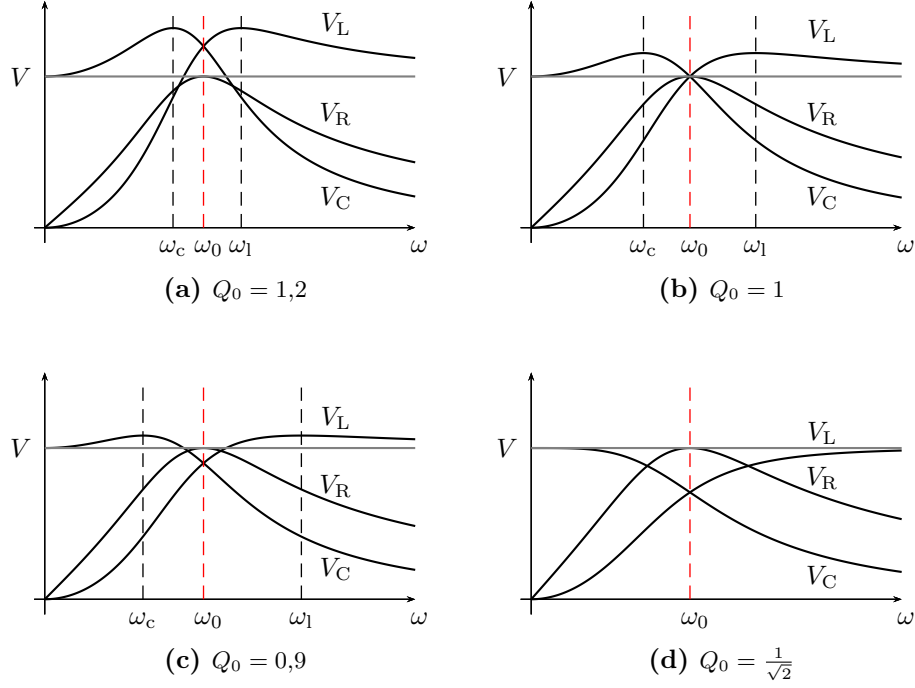 V
V_L
V_R
V_C
ω_c ω_0 ω_l ω
(a) Q_0 = 1,2
V
V_L
V_R
V_C
ω_c ω_0 ω_l ω
(b) Q_0 = 1
V
V_L
V_R
V_C
ω_c ω_0 ω_l ω
(c) Q_0 = 0,9
V
V_L
V_R
V_C
ω_0 ω
(d) Q_0 = 1/√2